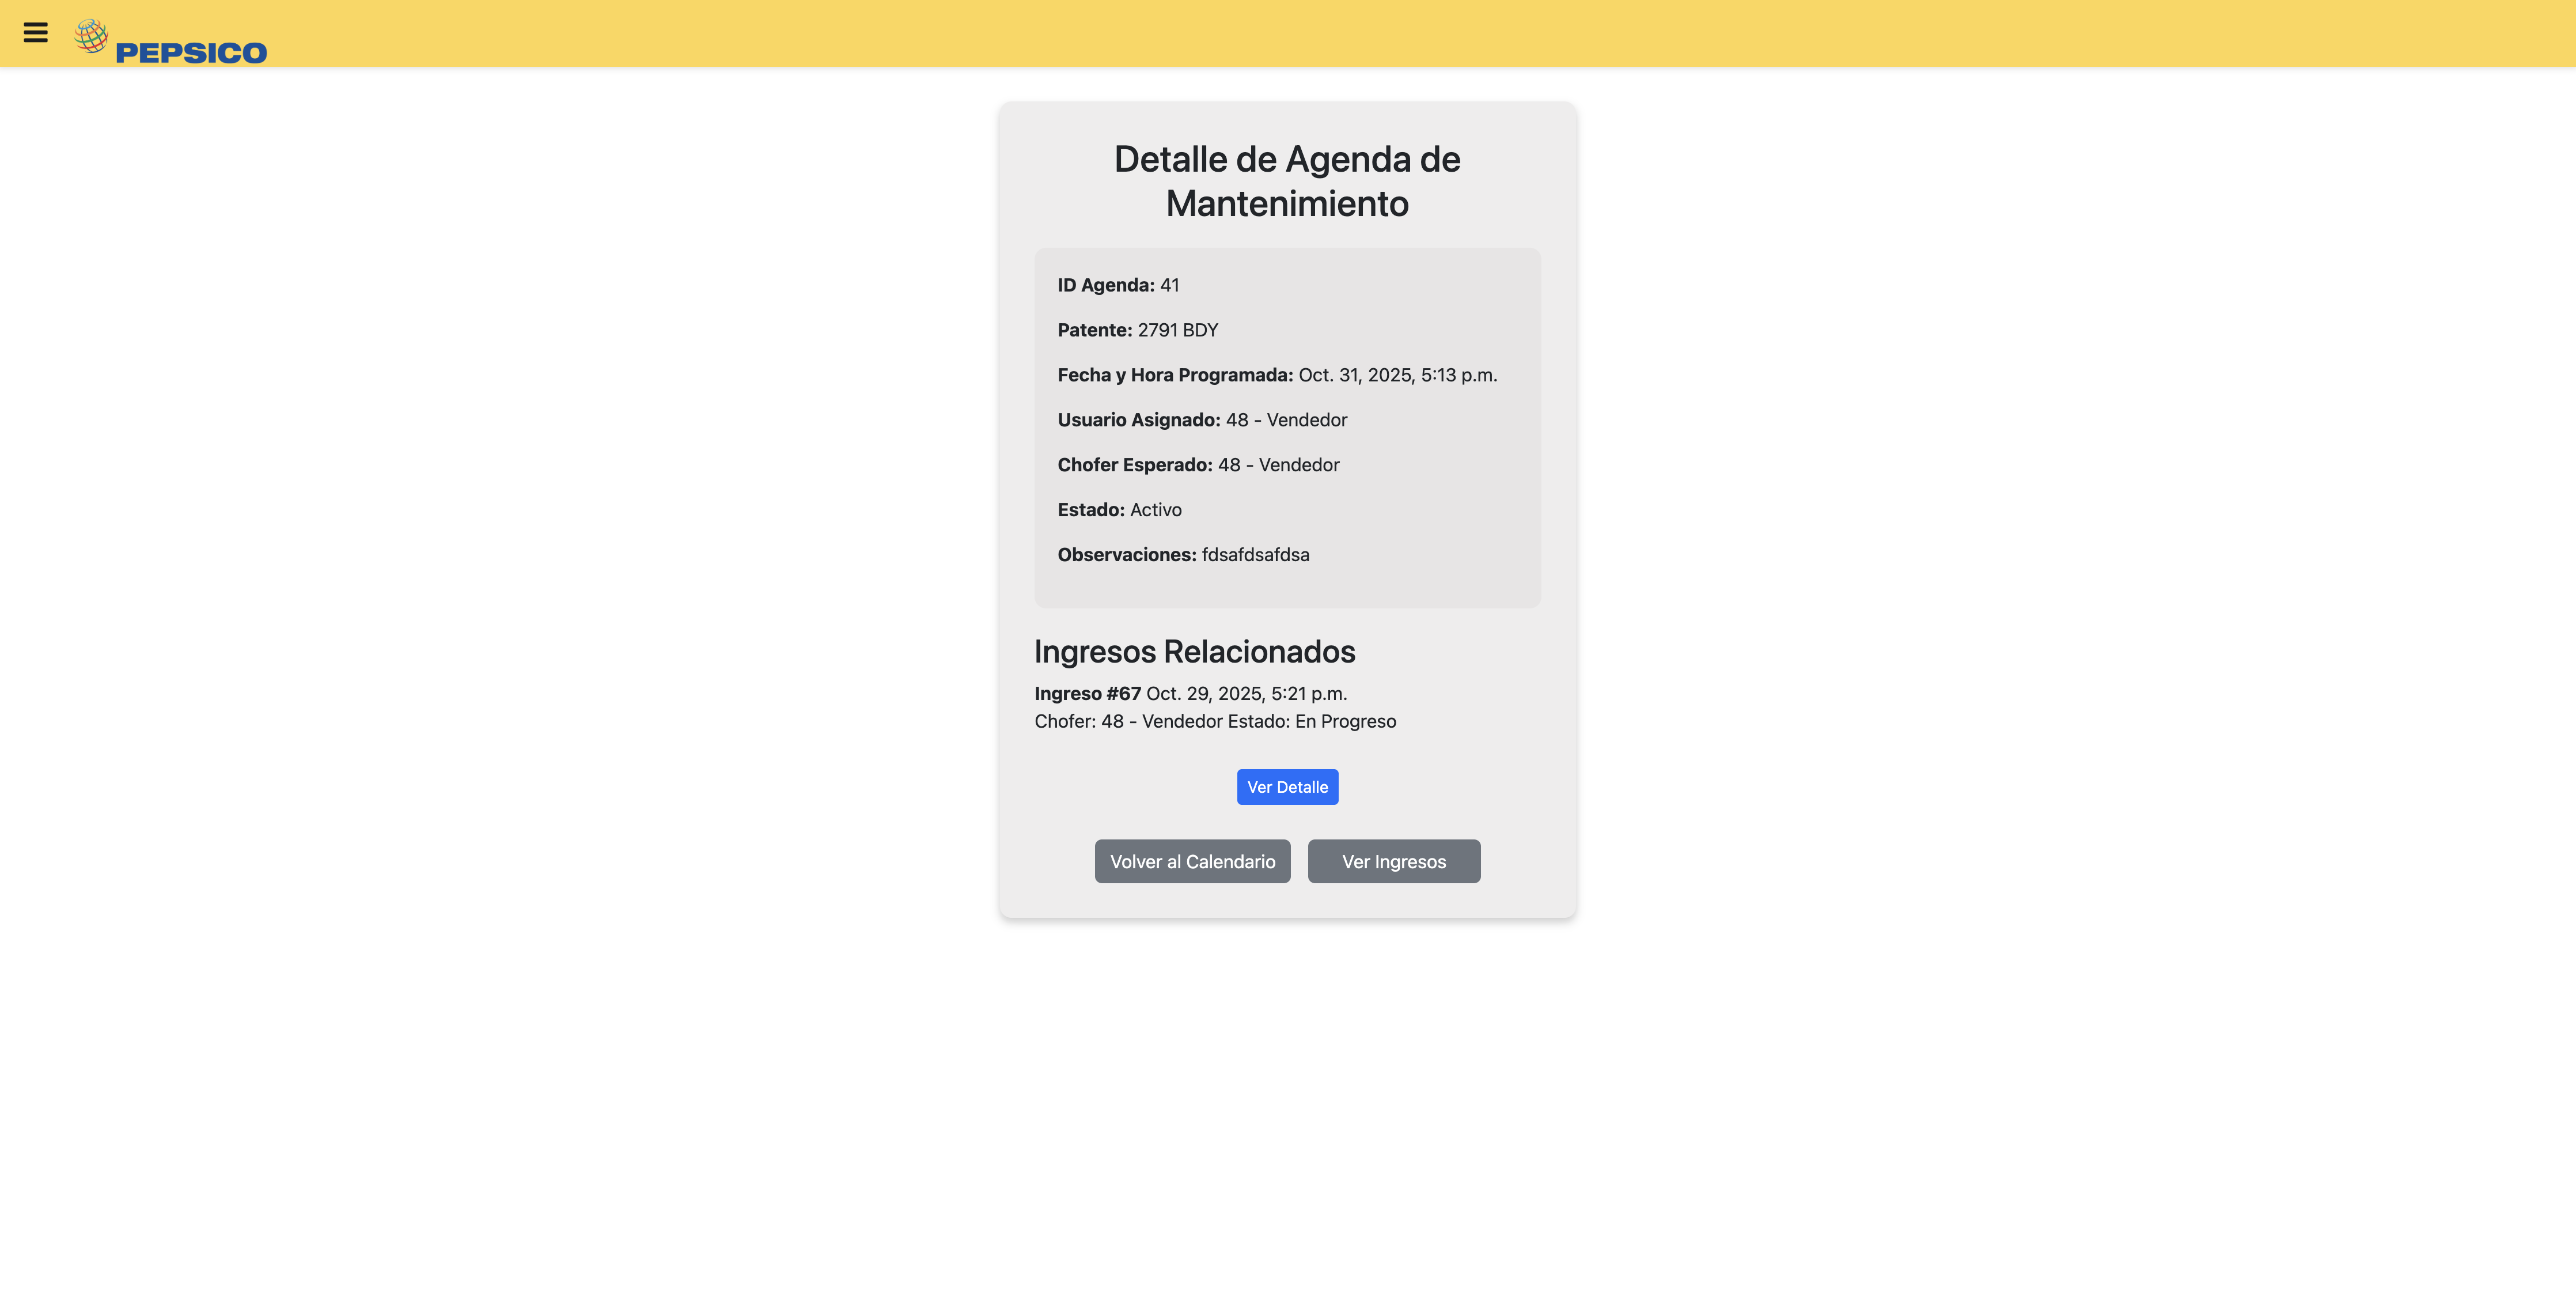 PEPSICO
Detalle de Agenda de
Mantenimiento
ID Agenda: 41
Patente: 2791 BDY
Fecha y Hora Programada: Oct. 31, 2025, 5:13 p.m.
Usuario Asignado: 48 - Vendedor
Chofer Esperado: 48 - Vendedor
Estado: Activo
Observaciones: fdsafdsafdsa
Ingresos Relacionados
Ingreso #67 Oct. 29, 2025, 5:21 p.m.
Chofer: 48 - Vendedor Estado: En Progreso
Ver Detalle
Volver al Calendario Ver Ingresos